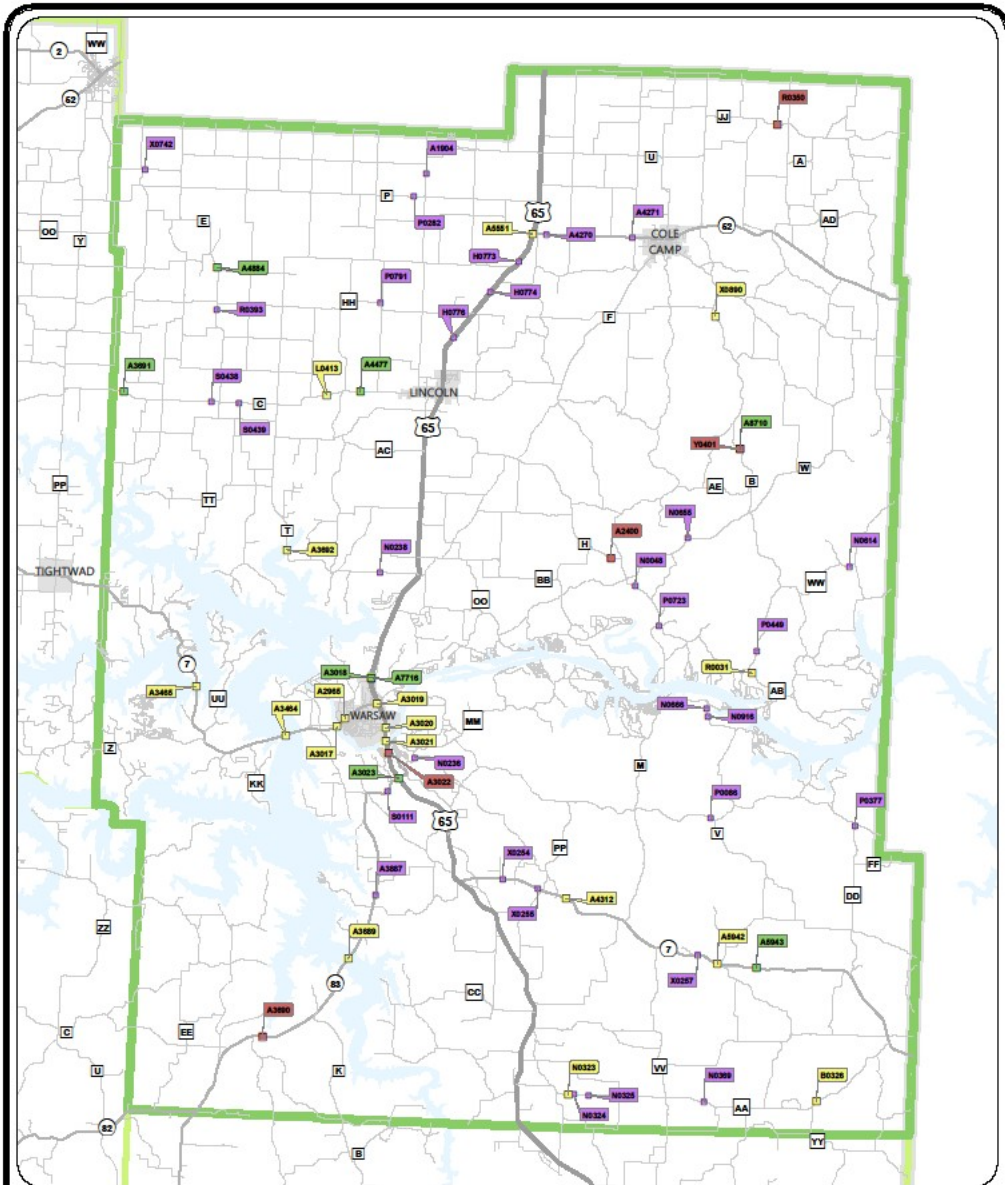 WW
2
52
R0350
JJ
X0742
A1904
U
A
P
P0282
E
65
A4271
AD
OO
Y
A5551
A4270
COLE
CAMP
52
H0773
A4884
P0791
H0774
X0890
R0393
HH
H0776
F
A3691
L0413
A4477
S0438
LINCOLN
C
S0439
65
A8710
AC
Y0401
W
PP
AE
B
TT
N0655
T
A2400
A3692
N0238
H
N0614
TIGHTWAD
N0048
BB
WW
OO
P0723
P0449
7
A3018
A7716
R0031
A3465
A2965
AB
UU
A3019
A3464
WARSAW
N0886
A3020
MM
N0916
A3021
Z
A3017
N0236
M
A3023
A3022
KK
S0111
P0086
P0377
65
V
X0254
PP
FF
A3687
DD
X0255
A4312
ZZ
A3689
A5942
A5943
7
X0257
83
CC
A3690
C
EE
N0323
VV
U
K
N0369
B0326
N0325
AA
N0324
82
YY
B